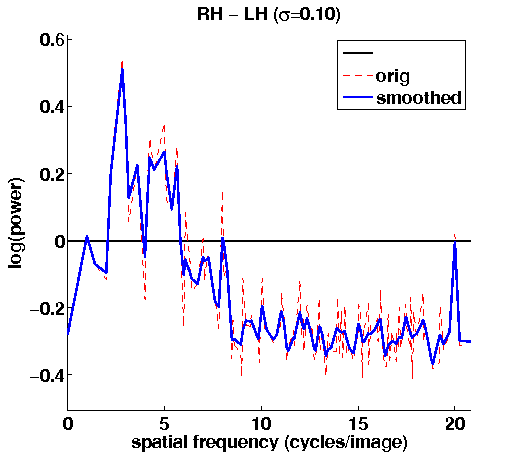 RH − LH (σ=0.10)
orig
smoothed
0.6
0.4
0.2
0
−0.2
−0.4
log(power)
0 5 10 15 20
spatial frequency (cycles/image)